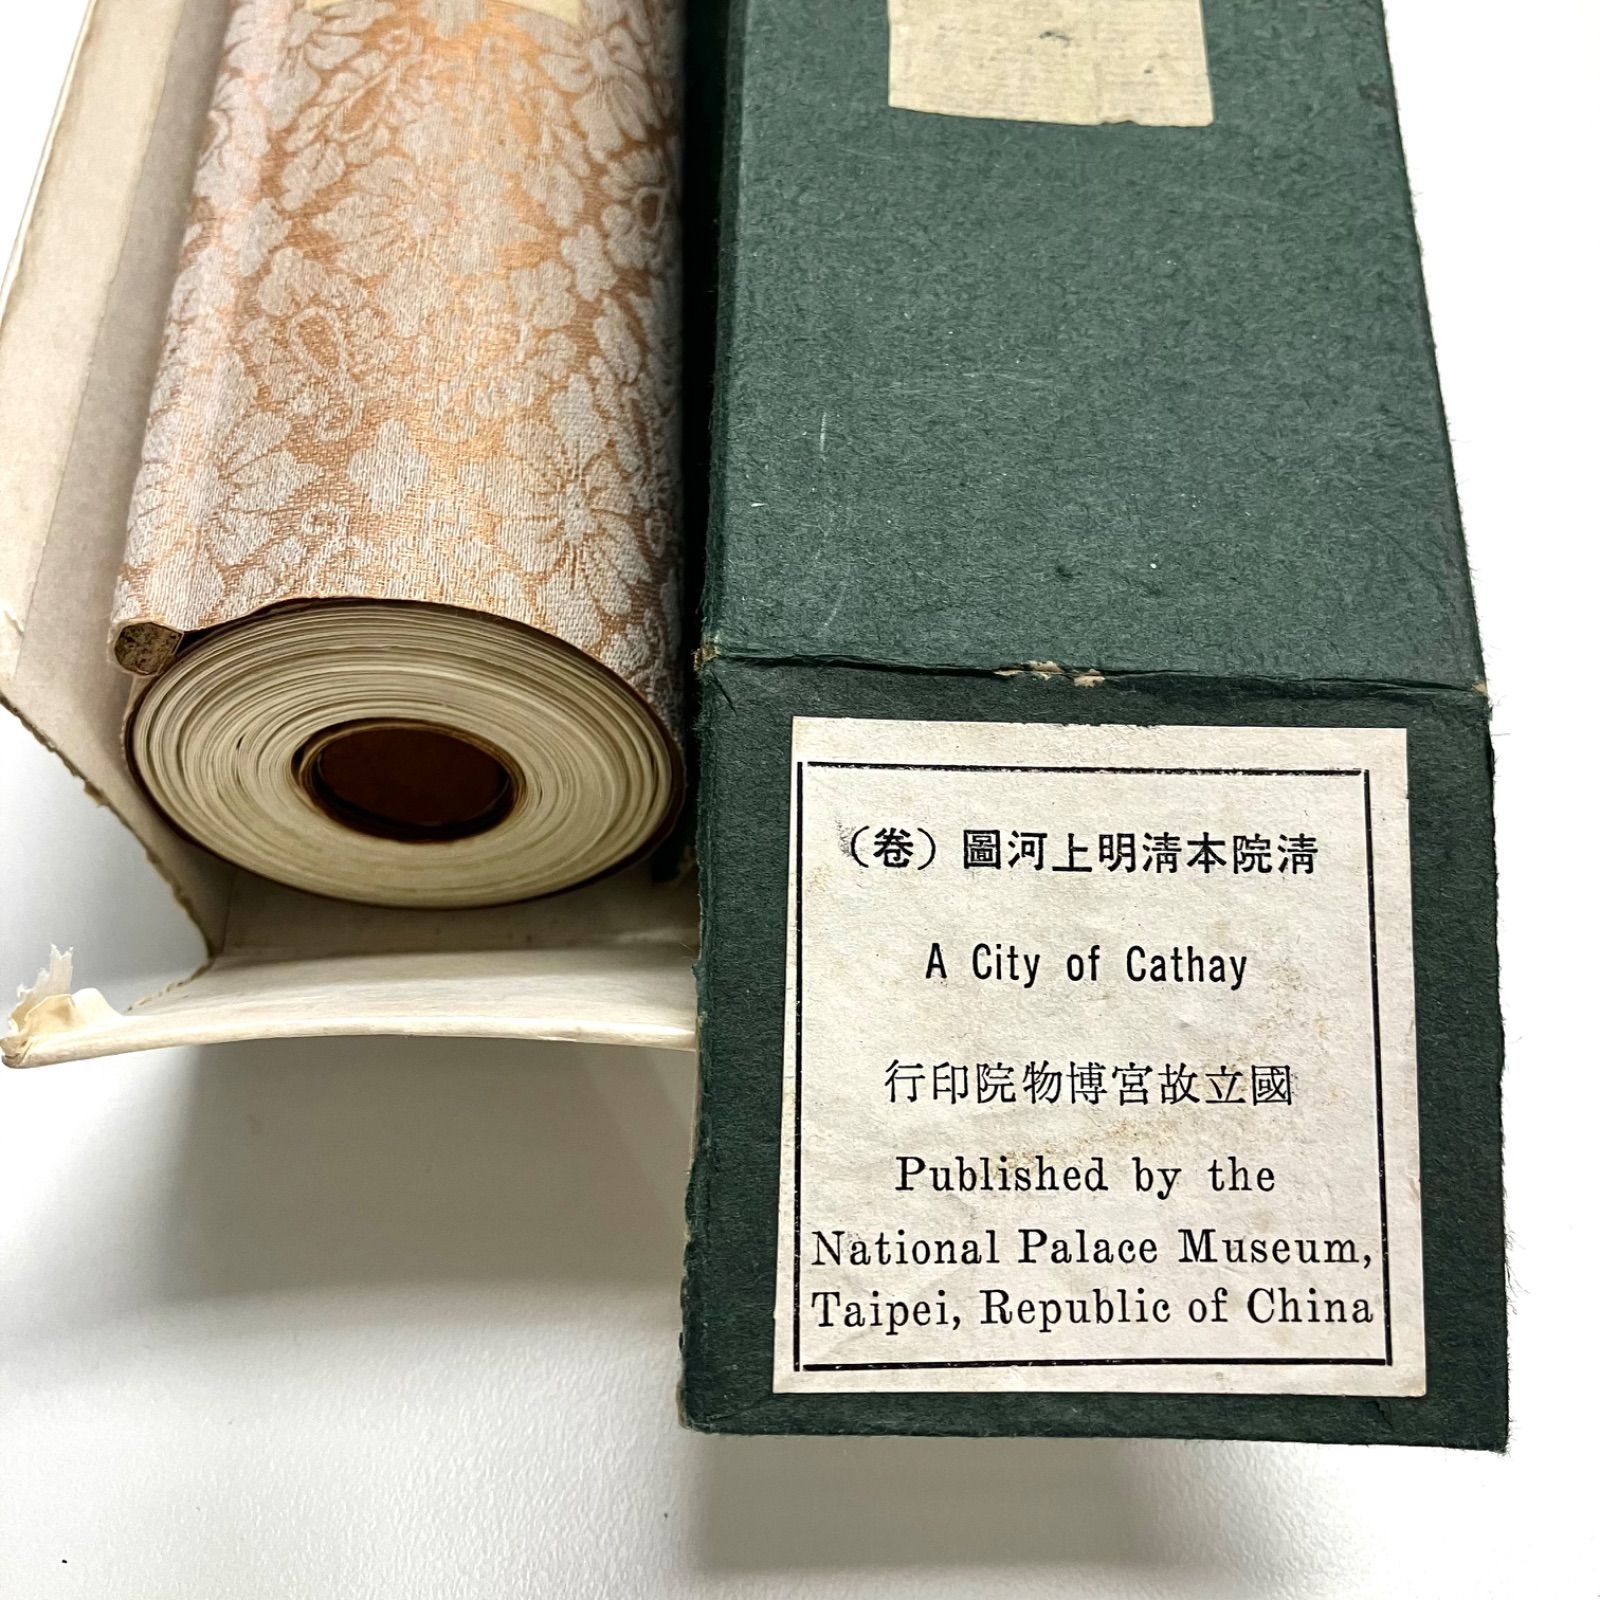 清院本清明上河圖（卷）
A City of Cathay
國立故宮博物院印行
Published by the
National Palace Museum,
Taipei, Republic of China